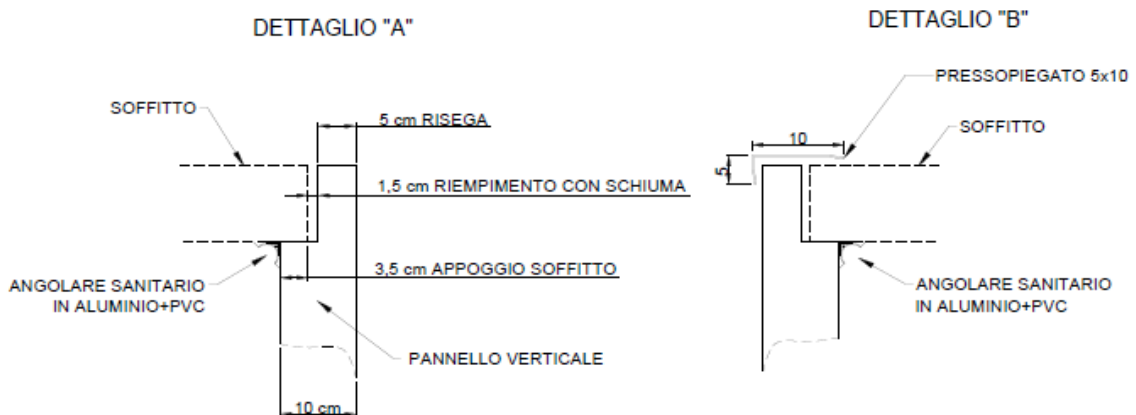 DETTAGLIO "A"
SOFFITTO
5 cm RISEGA
1,5 cm RIEMPIMENTO CON SCHIUMA
3,5 cm APPOGGIO SOFFITTO
ANGOLARE SANITARIO
IN ALUMINIO+PVC
PANNELLO VERTICALE
10 cm
DETTAGLIO "B"
PRESSOPIEGATO 5x10
SOFFITTO
10
5
ANGOLARE SANITARIO
IN ALUMINIO+PVC